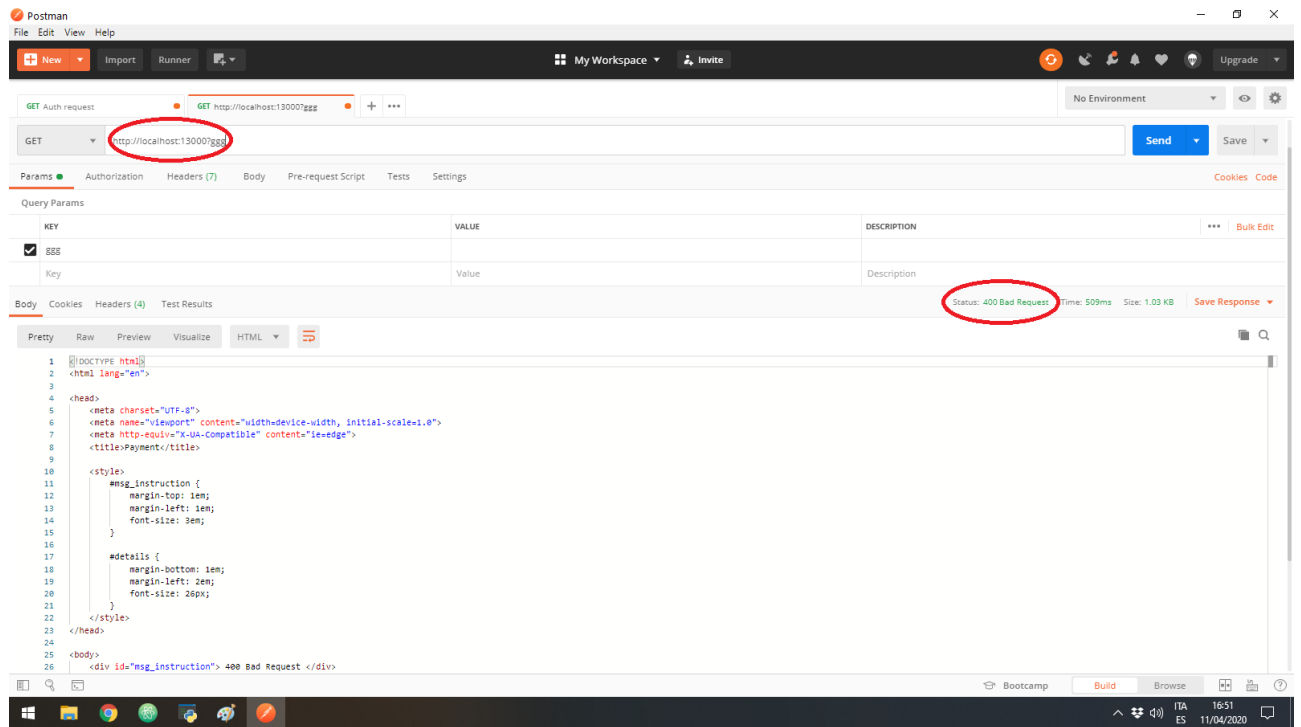 Postman
File Edit View Help
New Import Runner My Workspace Invite Upgrade
GET Auth request GET http://localhost:13000?ggg + ••• No Environment
GET http://localhost:13000?ggg Send Save
Params Authorization Headers (7) Body Pre-request Script Tests Settings Cookies Code
Query Params
KEY VALUE DESCRIPTION ••• Bulk Edit
ggg
Key Value Description
Body Cookies Headers (4) Test Results Status: 400 Bad Request Time: 509ms Size: 1.03 KB Save Response
Pretty Raw Preview Visualize HTML
1 <!DOCTYPE html>
2 <html lang="en">
3
4 <head>
5 <meta charset="UTF-8">
6 <meta name="viewport" content="width=device-width, initial-scale=1.0">
7 <meta http-equiv="X-UA-Compatible" content="ie=edge">
8 <title>Payment</title>
9
10 <style>
11 #msg_instruction {
12 margin-top: 1em;
13 margin-left: 1em;
14 font-size: 3em;
15 }
16
17 #details {
18 margin-bottom: 1em;
19 margin-left: 2em;
20 font-size: 26px;
21 }
22 </style>
23 </head>
24
25 <body>
26 <div id="msg_instruction"> 400 Bad Request </div>
Bootcamp Build Browse
ITA 16:51
ES 11/04/2020